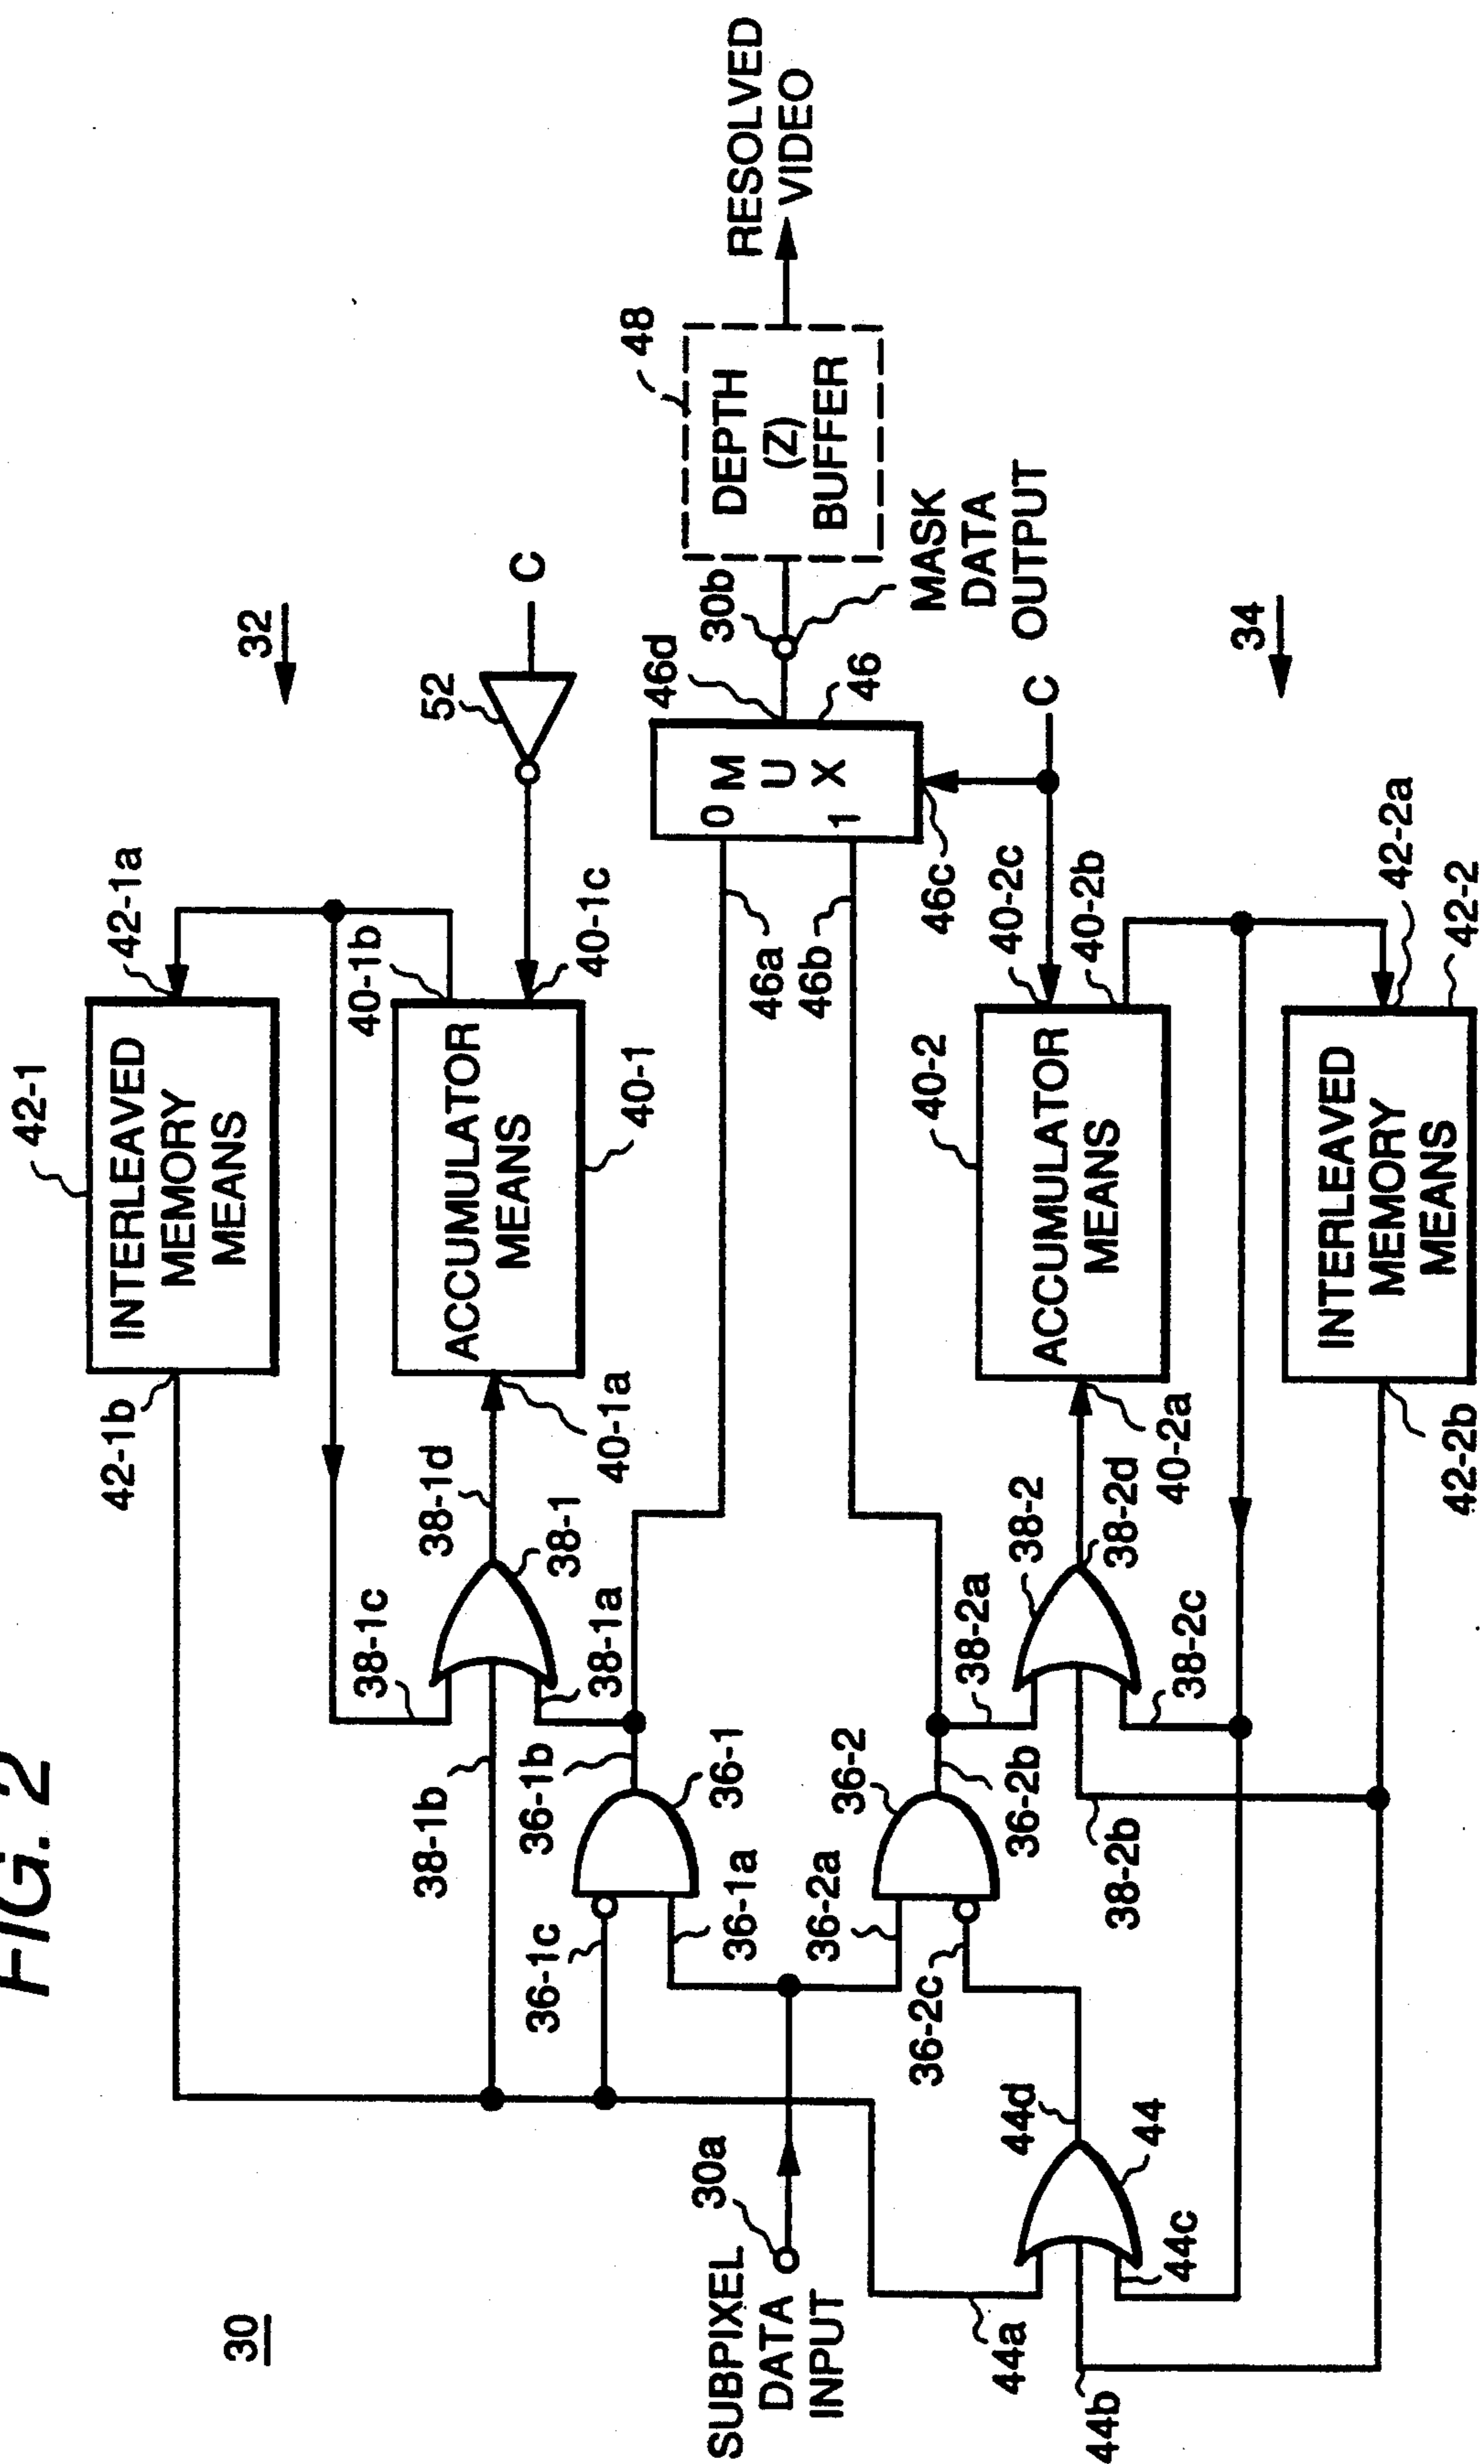 FIG. 2
30
32
34
42-1
INTERLEAVED
MEMORY
MEANS
42-1a
42-1b
40-1b
ACCUMULATOR
MEANS
40-1
40-1a
40-1c
52
C
38-1d
38-1
38-1c
38-1a
38-1b
36-1b
36-1
36-1c
36-1a
SUBPIXEL
DATA
INPUT
30a
46a
46b
0
M
U
X
1
46d
46
46c
30b
MASK
DATA
OUTPUT
48
DEPTH
(Z)
BUFFER
RESOLVED
VIDEO
C
36-2a
36-2
36-2b
36-2c
38-2a
38-2
38-2d
38-2c
38-2b
44d
44
44c
44a
44b
40-2
ACCUMULATOR
MEANS
40-2a
40-2c
40-2b
INTERLEAVED
MEMORY
MEANS
42-2a
42-2
42-2b